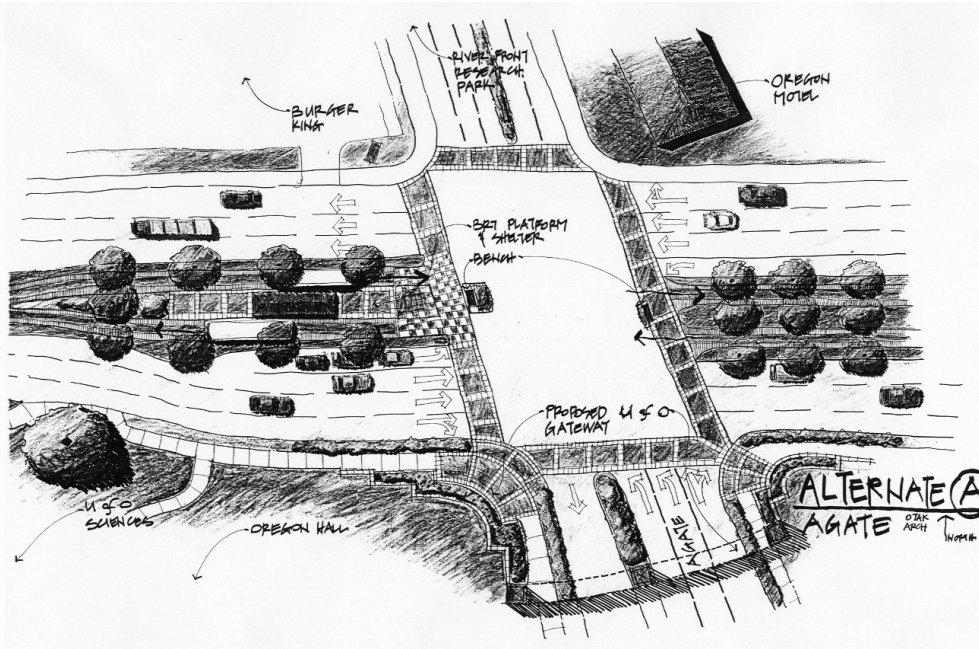 RIVER FRONT
RESEARCH
PARK
OREGON
MOTEL
BURGER
KING
BRT PLATFORM
& SHELTER
BENCH
PROPOSED U of O
GATEWAY
U of O
SCIENCES
OREGON HALL
AGATE
ALTERNATE A
AGATE
OTAK
ARCH
NORTH